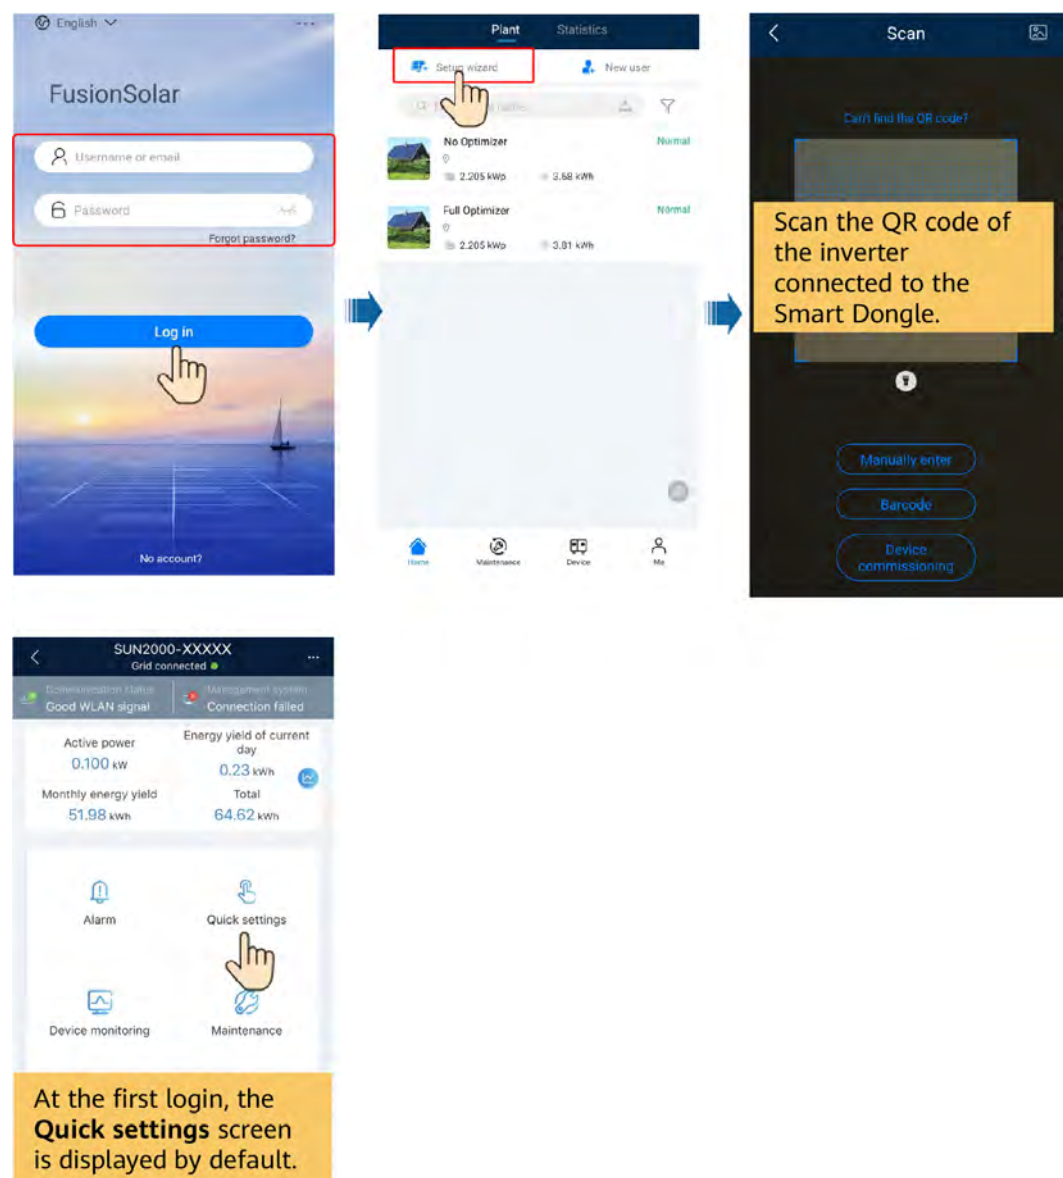 English
FusionSolar
Username or email
Password
Forgot password?
Log in
No account?
Plant Statistics
Setup wizard New user
name
No Optimizer Normal
2.205 kWp 3.68 kWh
Full Optimizer Normal
2.205 kWp 3.81 kWh
Home Maintenance Device Me
Scan
Can't find the QR code?
Scan the QR code of
the inverter
connected to the
Smart Dongle.
Manually enter
Barcode
Device
commissioning
SUN2000-XXXXX
Grid connected
Communication status Management system
Good WLAN signal Connection failed
Active power
0.100 kW
Energy yield of current
day
0.23 kWh
Monthly energy yield
51.98 kWh
Total
64.62 kWh
Alarm Quick settings
Device monitoring Maintenance
At the first login, the
Quick settings screen
is displayed by default.